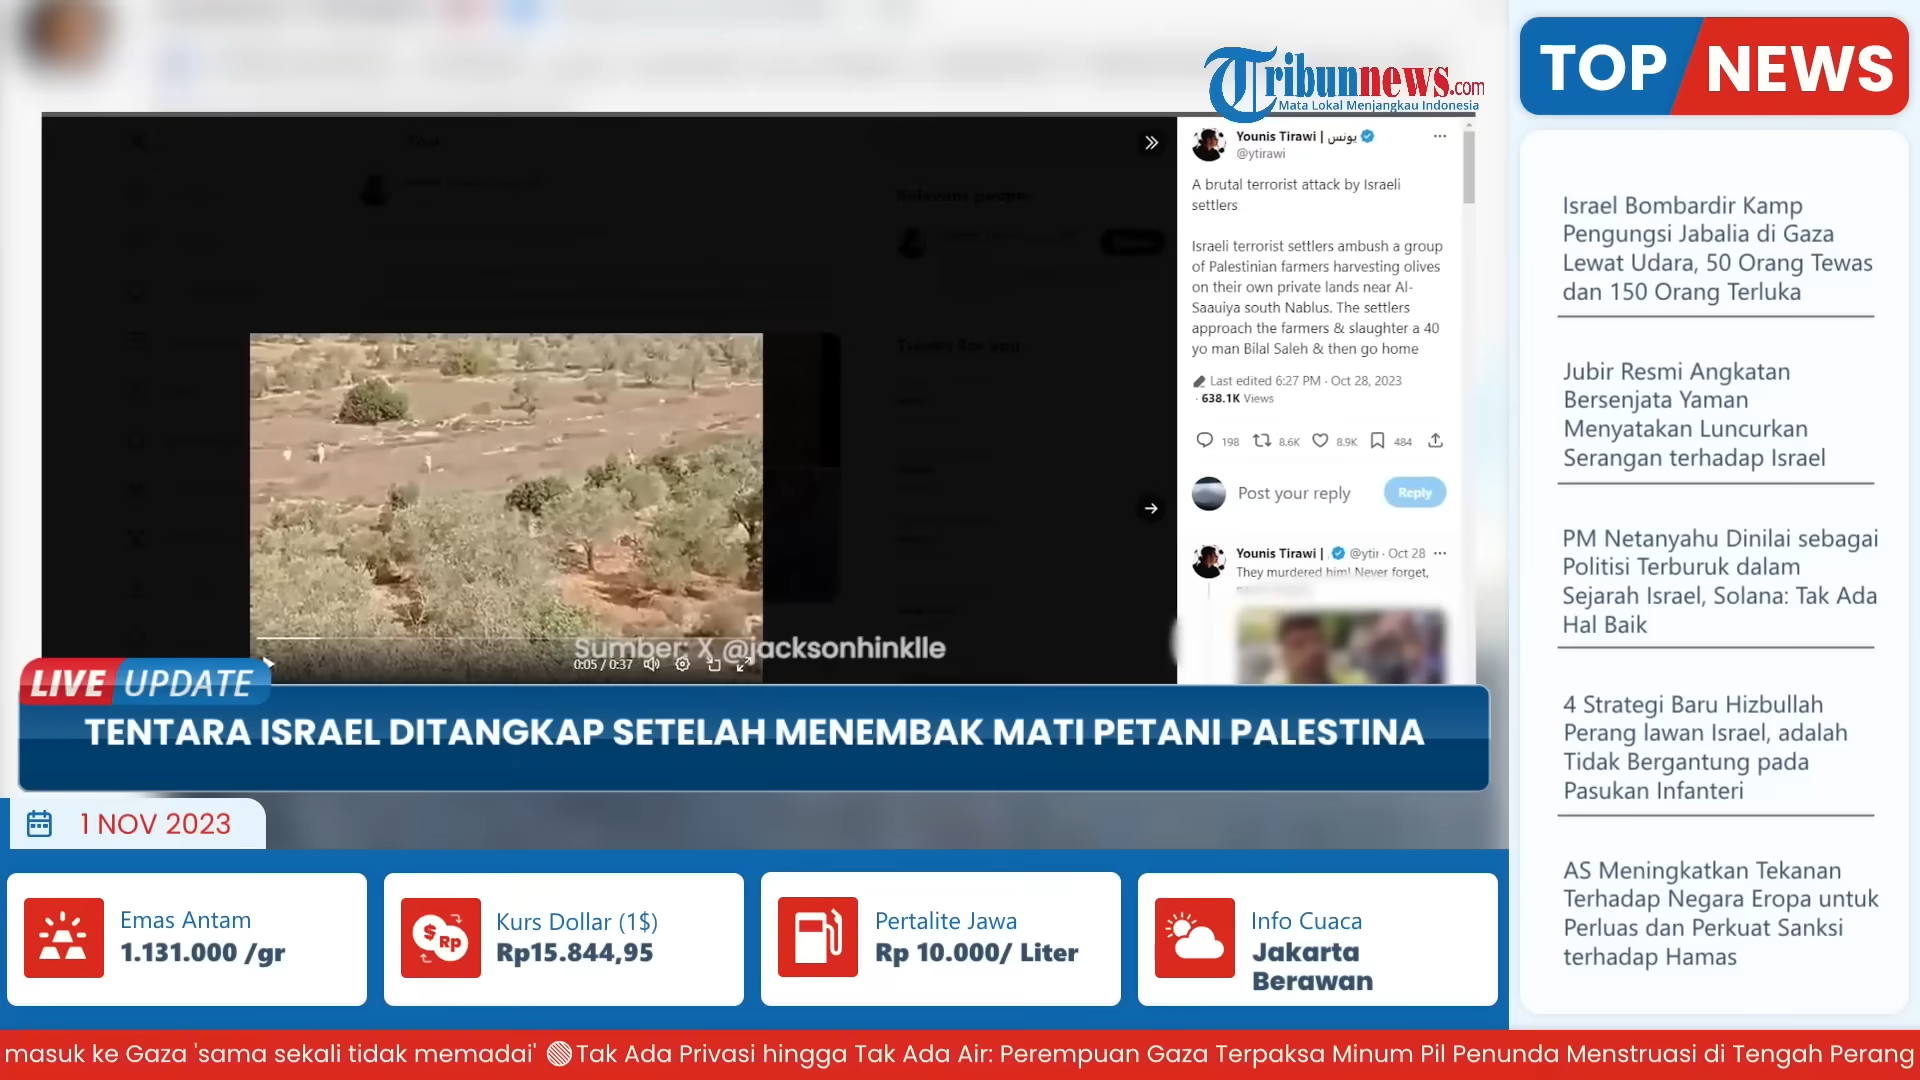 Tribunnews.com
Mata Lokal Menjangkau Indonesia
Younis Tirawi | يونس
@ytirawi
A brutal terrorist attack by Israeli
settlers
Israeli terrorist settlers ambush a group
of Palestinian farmers harvesting olives
on their own private lands near Al-
Saauiya south Nablus. The settlers
approach the farmers & slaughter a 40
yo man Bilal Saleh & then go home
Last edited 6:27 PM · Oct 28, 2023
· 638.1K Views
198 8.6K 8.9K 484
Post your reply
Reply
Younis Tirawi | @ytir · Oct 28
They murdered him! Never forget,
Sumber: X @jacksonhinklle
0:05 / 0:37
LIVE UPDATE
TENTARA ISRAEL DITANGKAP SETELAH MENEMBAK MATI PETANI PALESTINA
1 NOV 2023
Emas Antam
1.131.000 /gr
Kurs Dollar (1$)
Rp15.844,95
Pertalite Jawa
Rp 10.000/ Liter
Info Cuaca
Jakarta
Berawan
TOP NEWS
Israel Bombardir Kamp
Pengungsi Jabalia di Gaza
Lewat Udara, 50 Orang Tewas
dan 150 Orang Terluka
Jubir Resmi Angkatan
Bersenjata Yaman
Menyatakan Luncurkan
Serangan terhadap Israel
PM Netanyahu Dinilai sebagai
Politisi Terburuk dalam
Sejarah Israel, Solana: Tak Ada
Hal Baik
4 Strategi Baru Hizbullah
Perang lawan Israel, adalah
Tidak Bergantung pada
Pasukan Infanteri
AS Meningkatkan Tekanan
Terhadap Negara Eropa untuk
Perluas dan Perkuat Sanksi
terhadap Hamas
masuk ke Gaza 'sama sekali tidak memadai' Tak Ada Privasi hingga Tak Ada Air: Perempuan Gaza Terpaksa Minum Pil Penunda Menstruasi di Tengah Perang